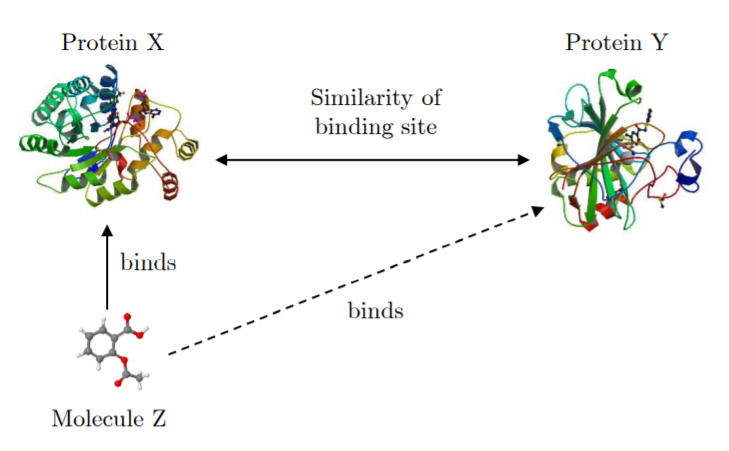 Protein X
Protein Y
Similarity of
binding site
binds
binds
Molecule Z